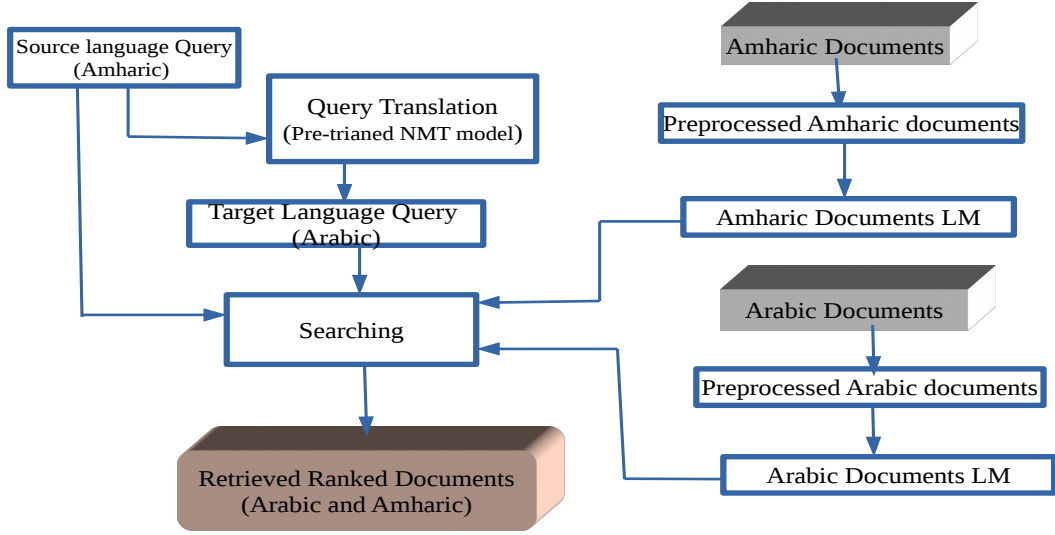 Source language Query
(Amharic)
Query Translation
(Pre-trianed NMT model)
Target Language Query
(Arabic)
Searching
Retrieved Ranked Documents
(Arabic and Amharic)
Amharic Documents
Preprocessed Amharic documents
Amharic Documents LM
Arabic Documents
Preprocessed Arabic documents
Arabic Documents LM